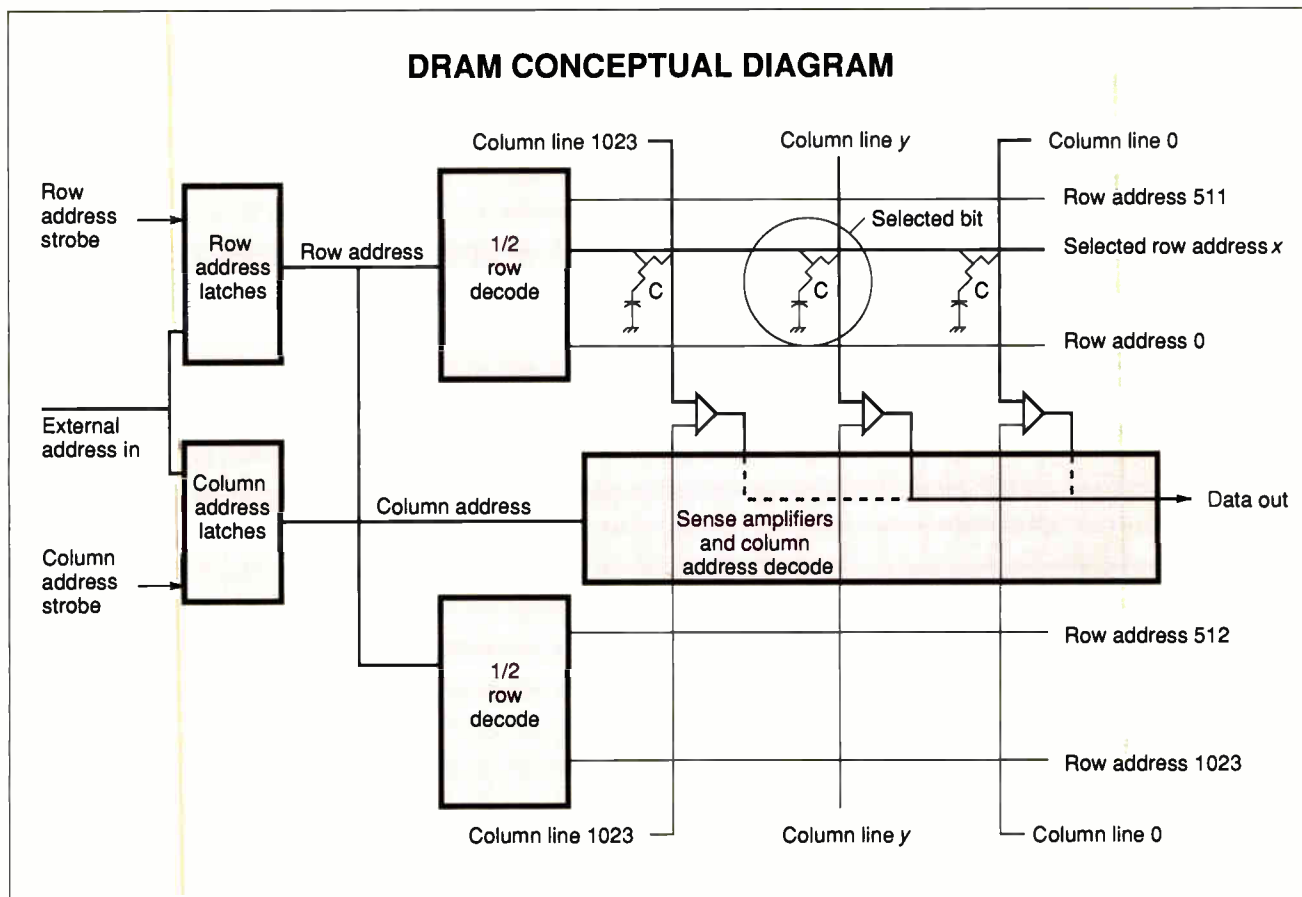 DRAM CONCEPTUAL DIAGRAM
Column line 1023
Column line y
Column line 0
Row
address
strobe
Row
address
latches
Row address
1/2
row
decode
Row address 511
Selected bit
Selected row address x
C
C
C
Row address 0
External
address in
Column
address
latches
Column address
Sense amplifiers
and column
address decode
Data out
Column
address
strobe
1/2
row
decode
Row address 512
Row address 1023
Column line 1023
Column line y
Column line 0